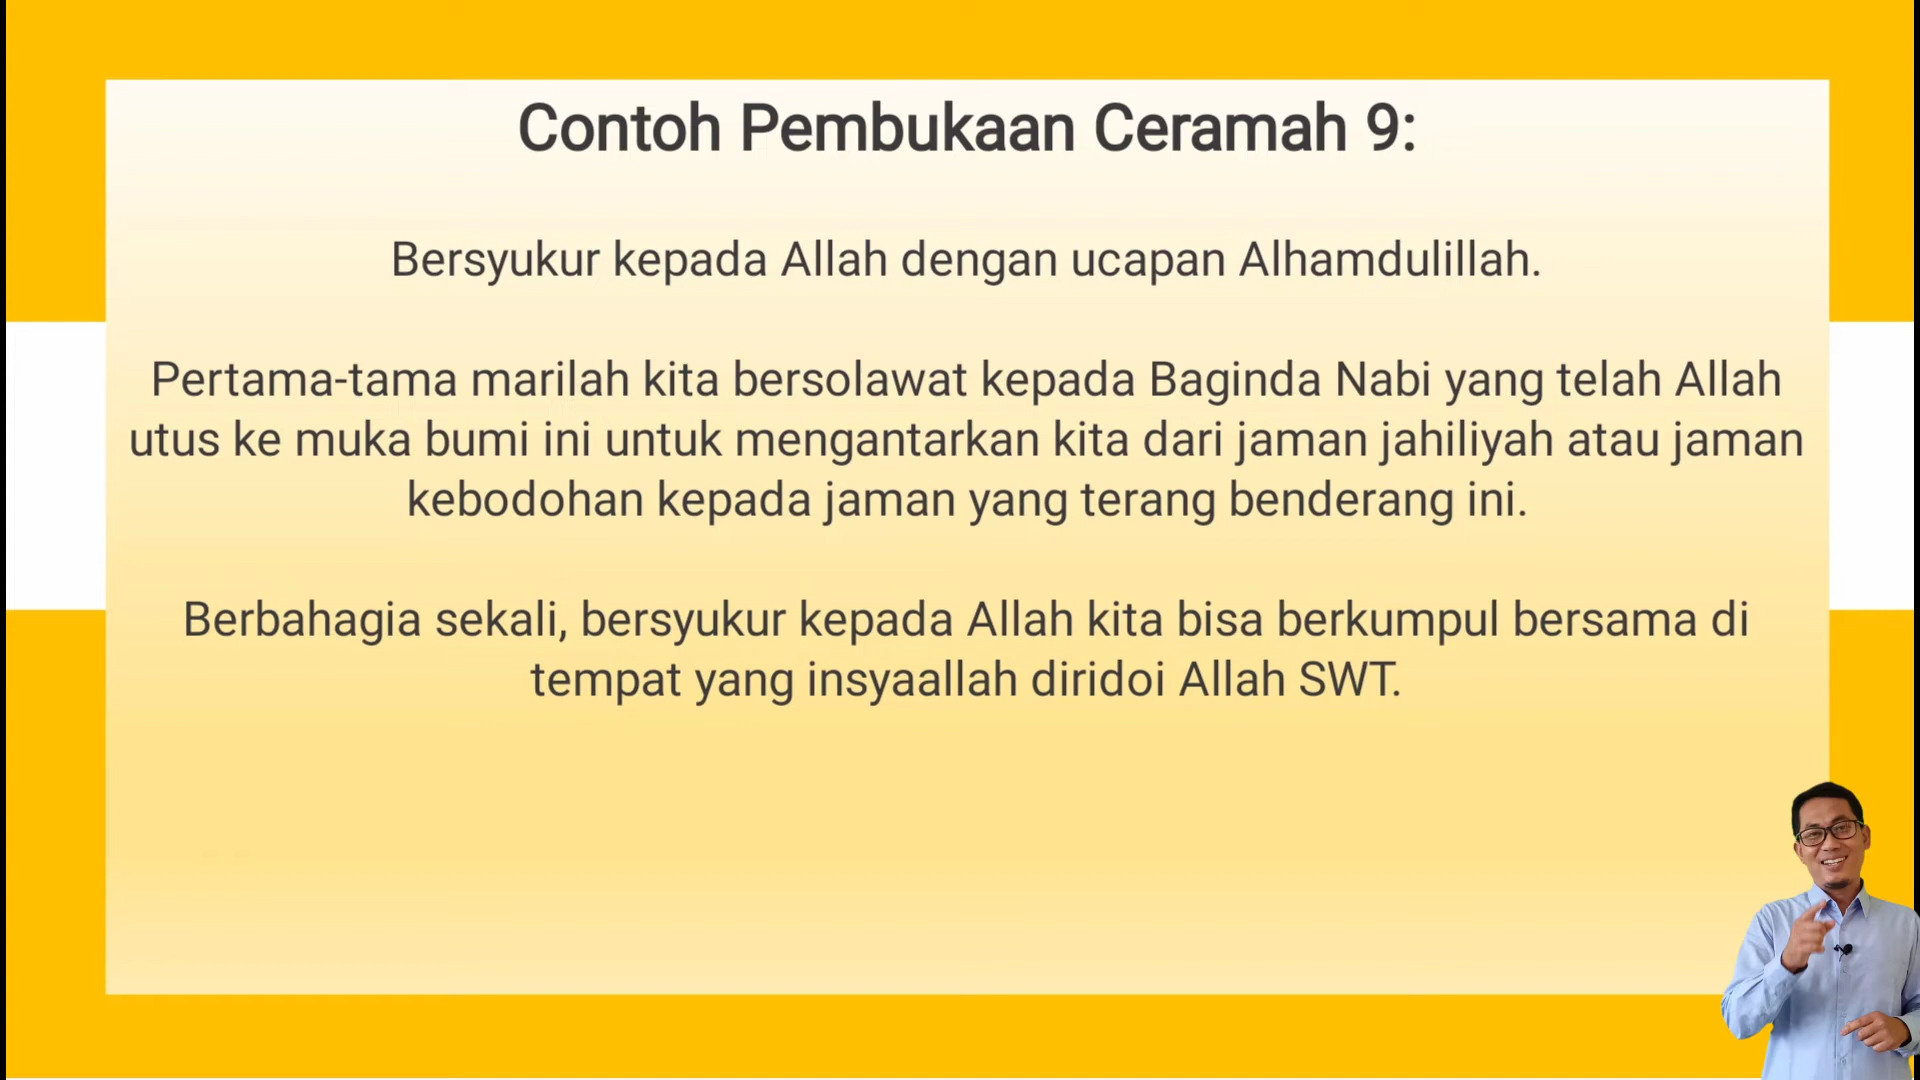 Contoh Pembukaan Ceramah 9:
Bersyukur kepada Allah dengan ucapan Alhamdulillah.
Pertama-tama marilah kita bersolawat kepada Baginda Nabi yang telah Allah
utus ke muka bumi ini untuk mengantarkan kita dari jaman jahiliyah atau jaman
kebodohan kepada jaman yang terang benderang ini.
Berbahagia sekali, bersyukur kepada Allah kita bisa berkumpul bersama di
tempat yang insyaallah diridoi Allah SWT.